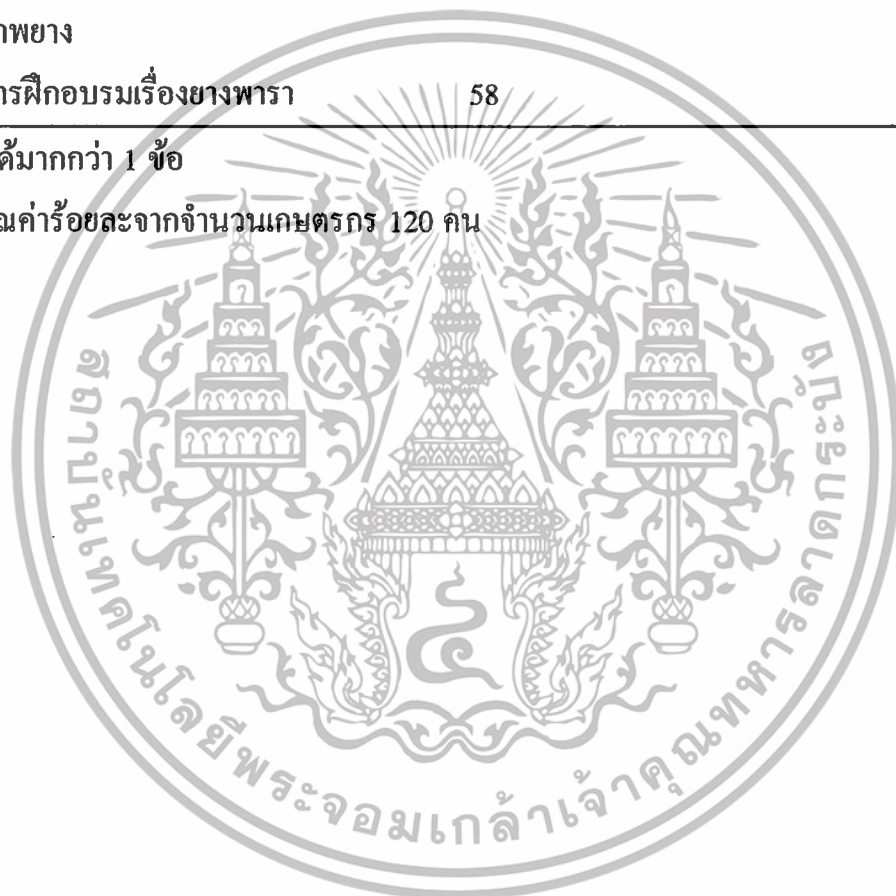 าพยาง
ารฝึกอบรมเรื่องยางพารา 58
ด้มากกว่า 1 ข้อ
ณค่าร้อยละจากจำนวนเกษตรกร 120 คน
สถาบันเทคโนโลยีพระจอมเกล้าเจ้าคุณทหารลาดกระบัง